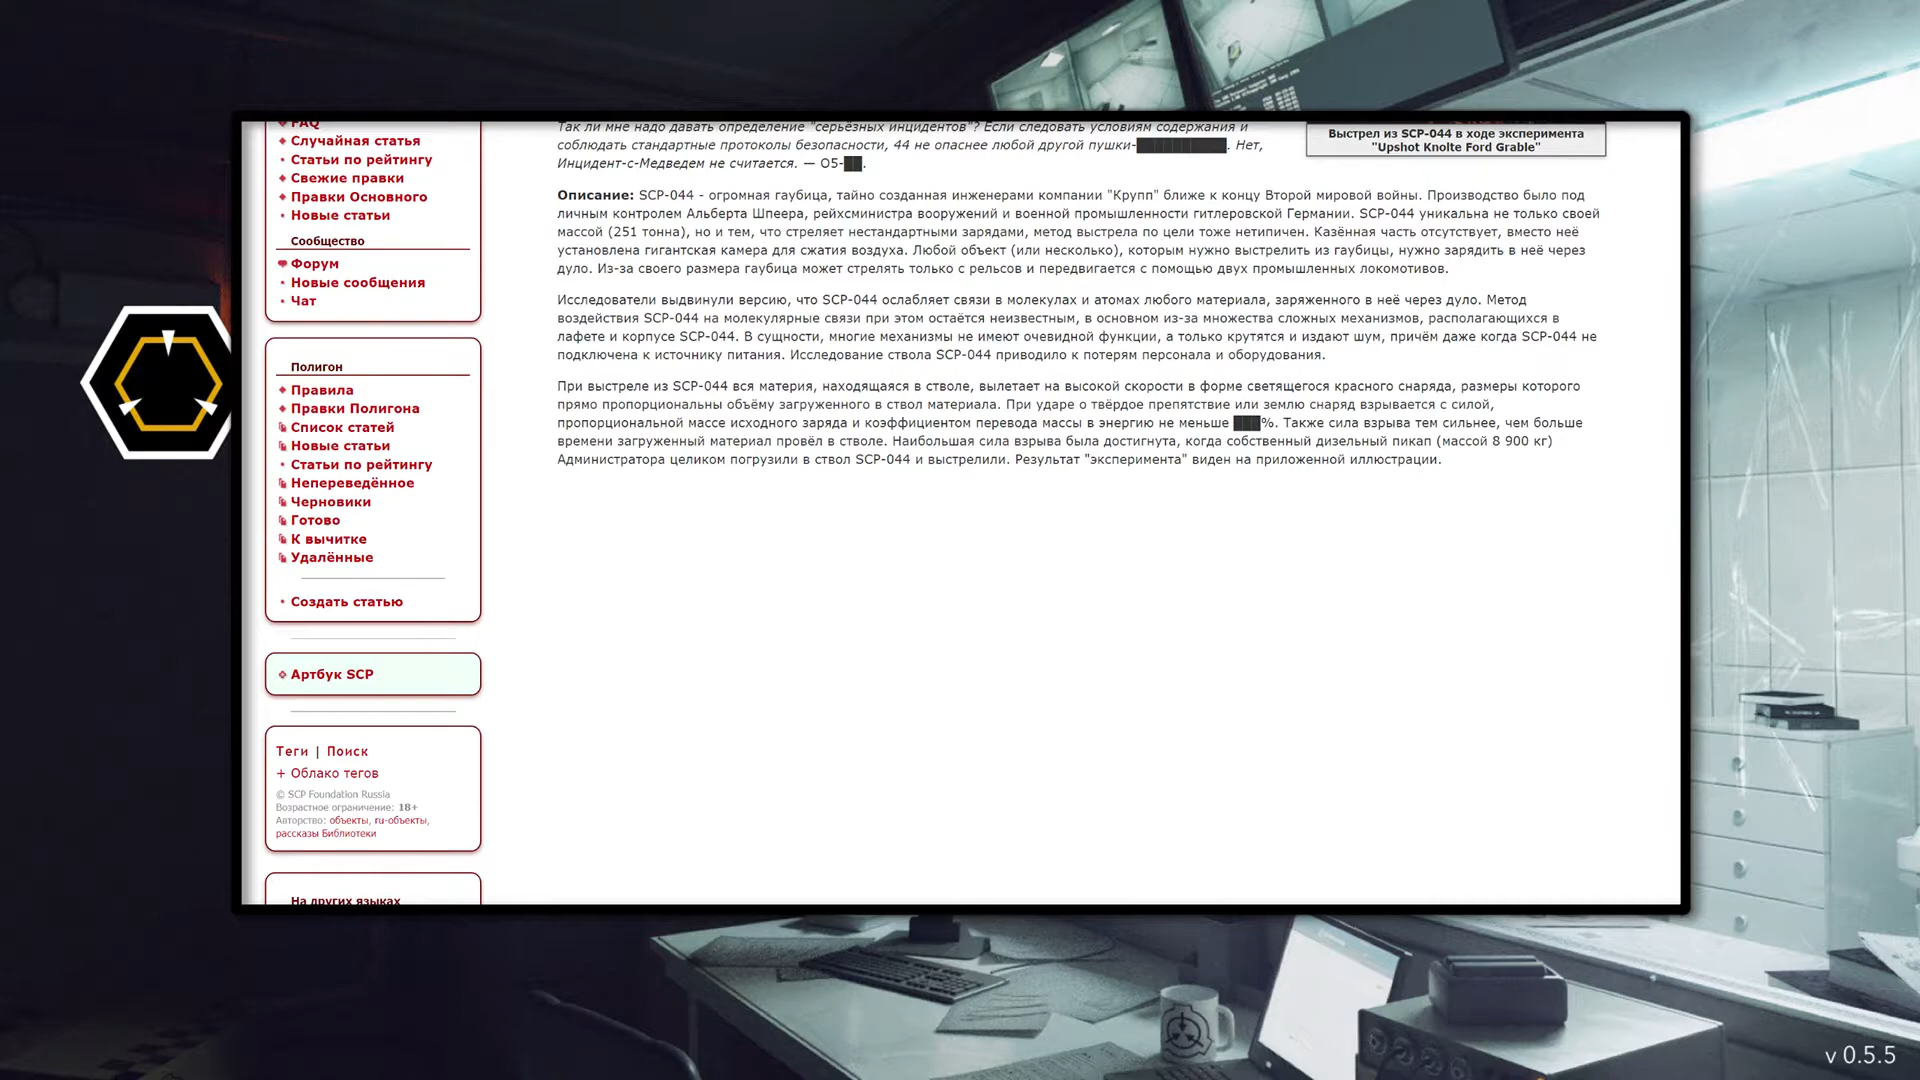 FAQ
Случайная статья
Статьи по рейтингу
Свежие правки
Правки Основного
Новые статьи
Сообщество
Форум
Новые сообщения
Чат
Полигон
Правила
Правки Полигона
Список статей
Новые статьи
Статьи по рейтингу
Непереведённое
Черновики
Готово
К вычитке
Удалённые
Создать статью
Артбук SCP
Теги | Поиск
+ Облако тегов
© SCP Foundation Russia
Возрастное ограничение: 18+
Авторство: объекты, ru-объекты,
рассказы Библиотеки
На других языках
Так ли мне надо давать определение "серьёзных инцидентов"? Если следовать условиям содержания и
соблюдать стандартные протоколы безопасности, 44 не опаснее любой другой пушки-██████████. Нет,
Инцидент-с-Медведем не считается. — О5-██.
Выстрел из SCP-044 в ходе эксперимента
"Upshot Knolte Ford Grable"
Описание: SCP-044 - огромная гаубица, тайно созданная инженерами компании "Крупп" ближе к концу Второй мировой войны. Производство было под
личным контролем Альберта Шпеера, рейхсминистра вооружений и военной промышленности гитлеровской Германии. SCP-044 уникальна не только своей
массой (251 тонна), но и тем, что стреляет нестандартными зарядами, метод выстрела по цели тоже нетипичен. Казённая часть отсутствует, вместо неё
установлена гигантская камера для сжатия воздуха. Любой объект (или несколько), которым нужно выстрелить из гаубицы, нужно зарядить в неё через
дуло. Из-за своего размера гаубица может стрелять только с рельсов и передвигается с помощью двух промышленных локомотивов.
Исследователи выдвинули версию, что SCP-044 ослабляет связи в молекулах и атомах любого материала, заряженного в неё через дуло. Метод
воздействия SCP-044 на молекулярные связи при этом остаётся неизвестным, в основном из-за множества сложных механизмов, располагающихся в
лафете и корпусе SCP-044. В сущности, многие механизмы не имеют очевидной функции, а только крутятся и издают шум, причём даже когда SCP-044 не
подключена к источнику питания. Исследование ствола SCP-044 приводило к потерям персонала и оборудования.
При выстреле из SCP-044 вся материя, находящаяся в стволе, вылетает на высокой скорости в форме светящегося красного снаряда, размеры которого
прямо пропорциональны объёму загруженного в ствол материала. При ударе о твёрдое препятствие или землю снаряд взрывается с силой,
пропорциональной массе исходного заряда и коэффициентом перевода массы в энергию не меньше ███%. Также сила взрыва тем сильнее, чем больше
времени загруженный материал провёл в стволе. Наибольшая сила взрыва была достигнута, когда собственный дизельный пикап (массой 8 900 кг)
Администратора целиком погрузили в ствол SCP-044 и выстрелили. Результат "эксперимента" виден на приложенной иллюстрации.
v 0.5.5